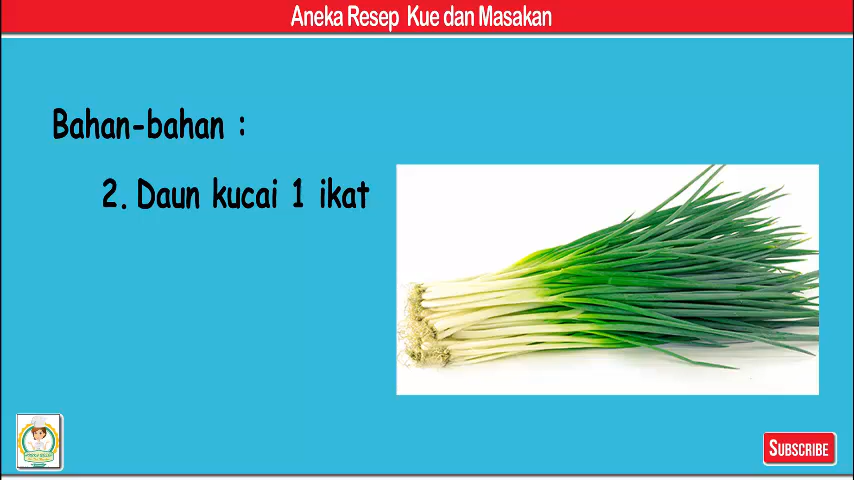 Aneka Resep Kue dan Masakan
Bahan-bahan :
2. Daun kucai 1 ikat
SUBSCRIBE